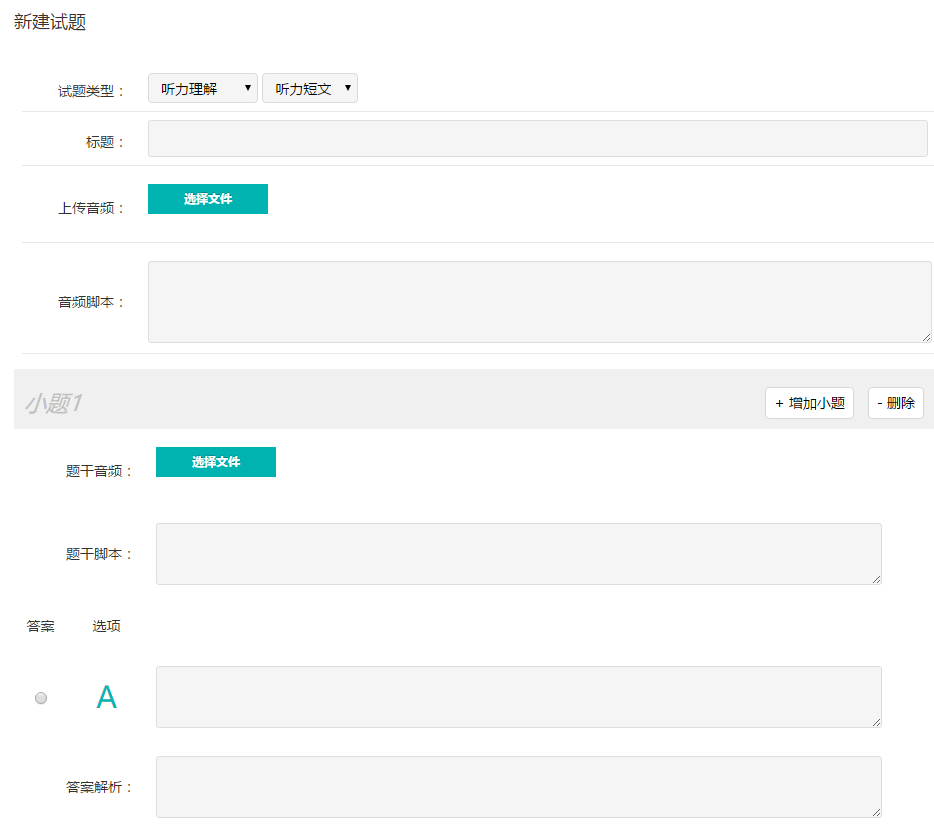 新建试题
试题类型： 听力理解 听力短文
标题：
上传音频： 选择文件
音频脚本：
小题1 + 增加小题 - 删除
题干音频： 选择文件
题干脚本：
答案 选项
A
答案解析：